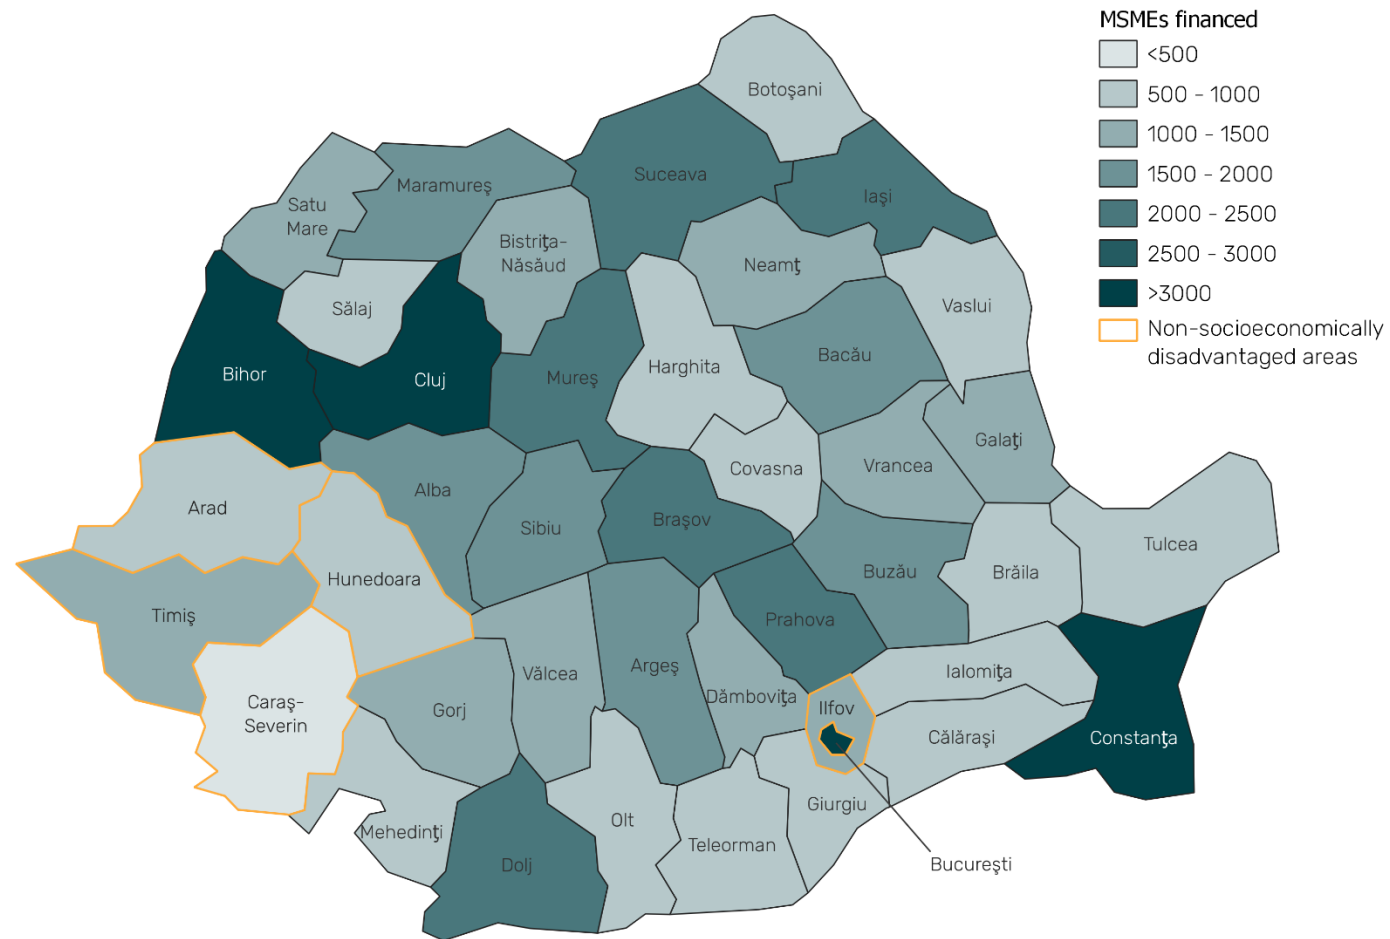 MSMEs financed
<500
500 - 1000
1000 - 1500
1500 - 2000
2000 - 2500
2500 - 3000
>3000
Non-socioeconomically
disadvantaged areas
Botoşani
Suceava
Maramureş
Iaşi
Satu
Mare
Bistriţa-
Năsăud
Neamţ
Sălaj
Vaslui
Bacău
Harghita
Bihor
Cluj
Mureş
Galaţi
Covasna
Vrancea
Alba
Arad
Braşov
Sibiu
Tulcea
Buzău
Brăila
Hunedoara
Timiş
Prahova
Argeş
Vâlcea
Ialomiţa
Dămboviţa
Caraş-
Severin
Gorj
Ilfov
Călăraşi
Constanţa
Giurgiu
Olt
Mehedinţi
Teleorman
Dolj
Bucureşti